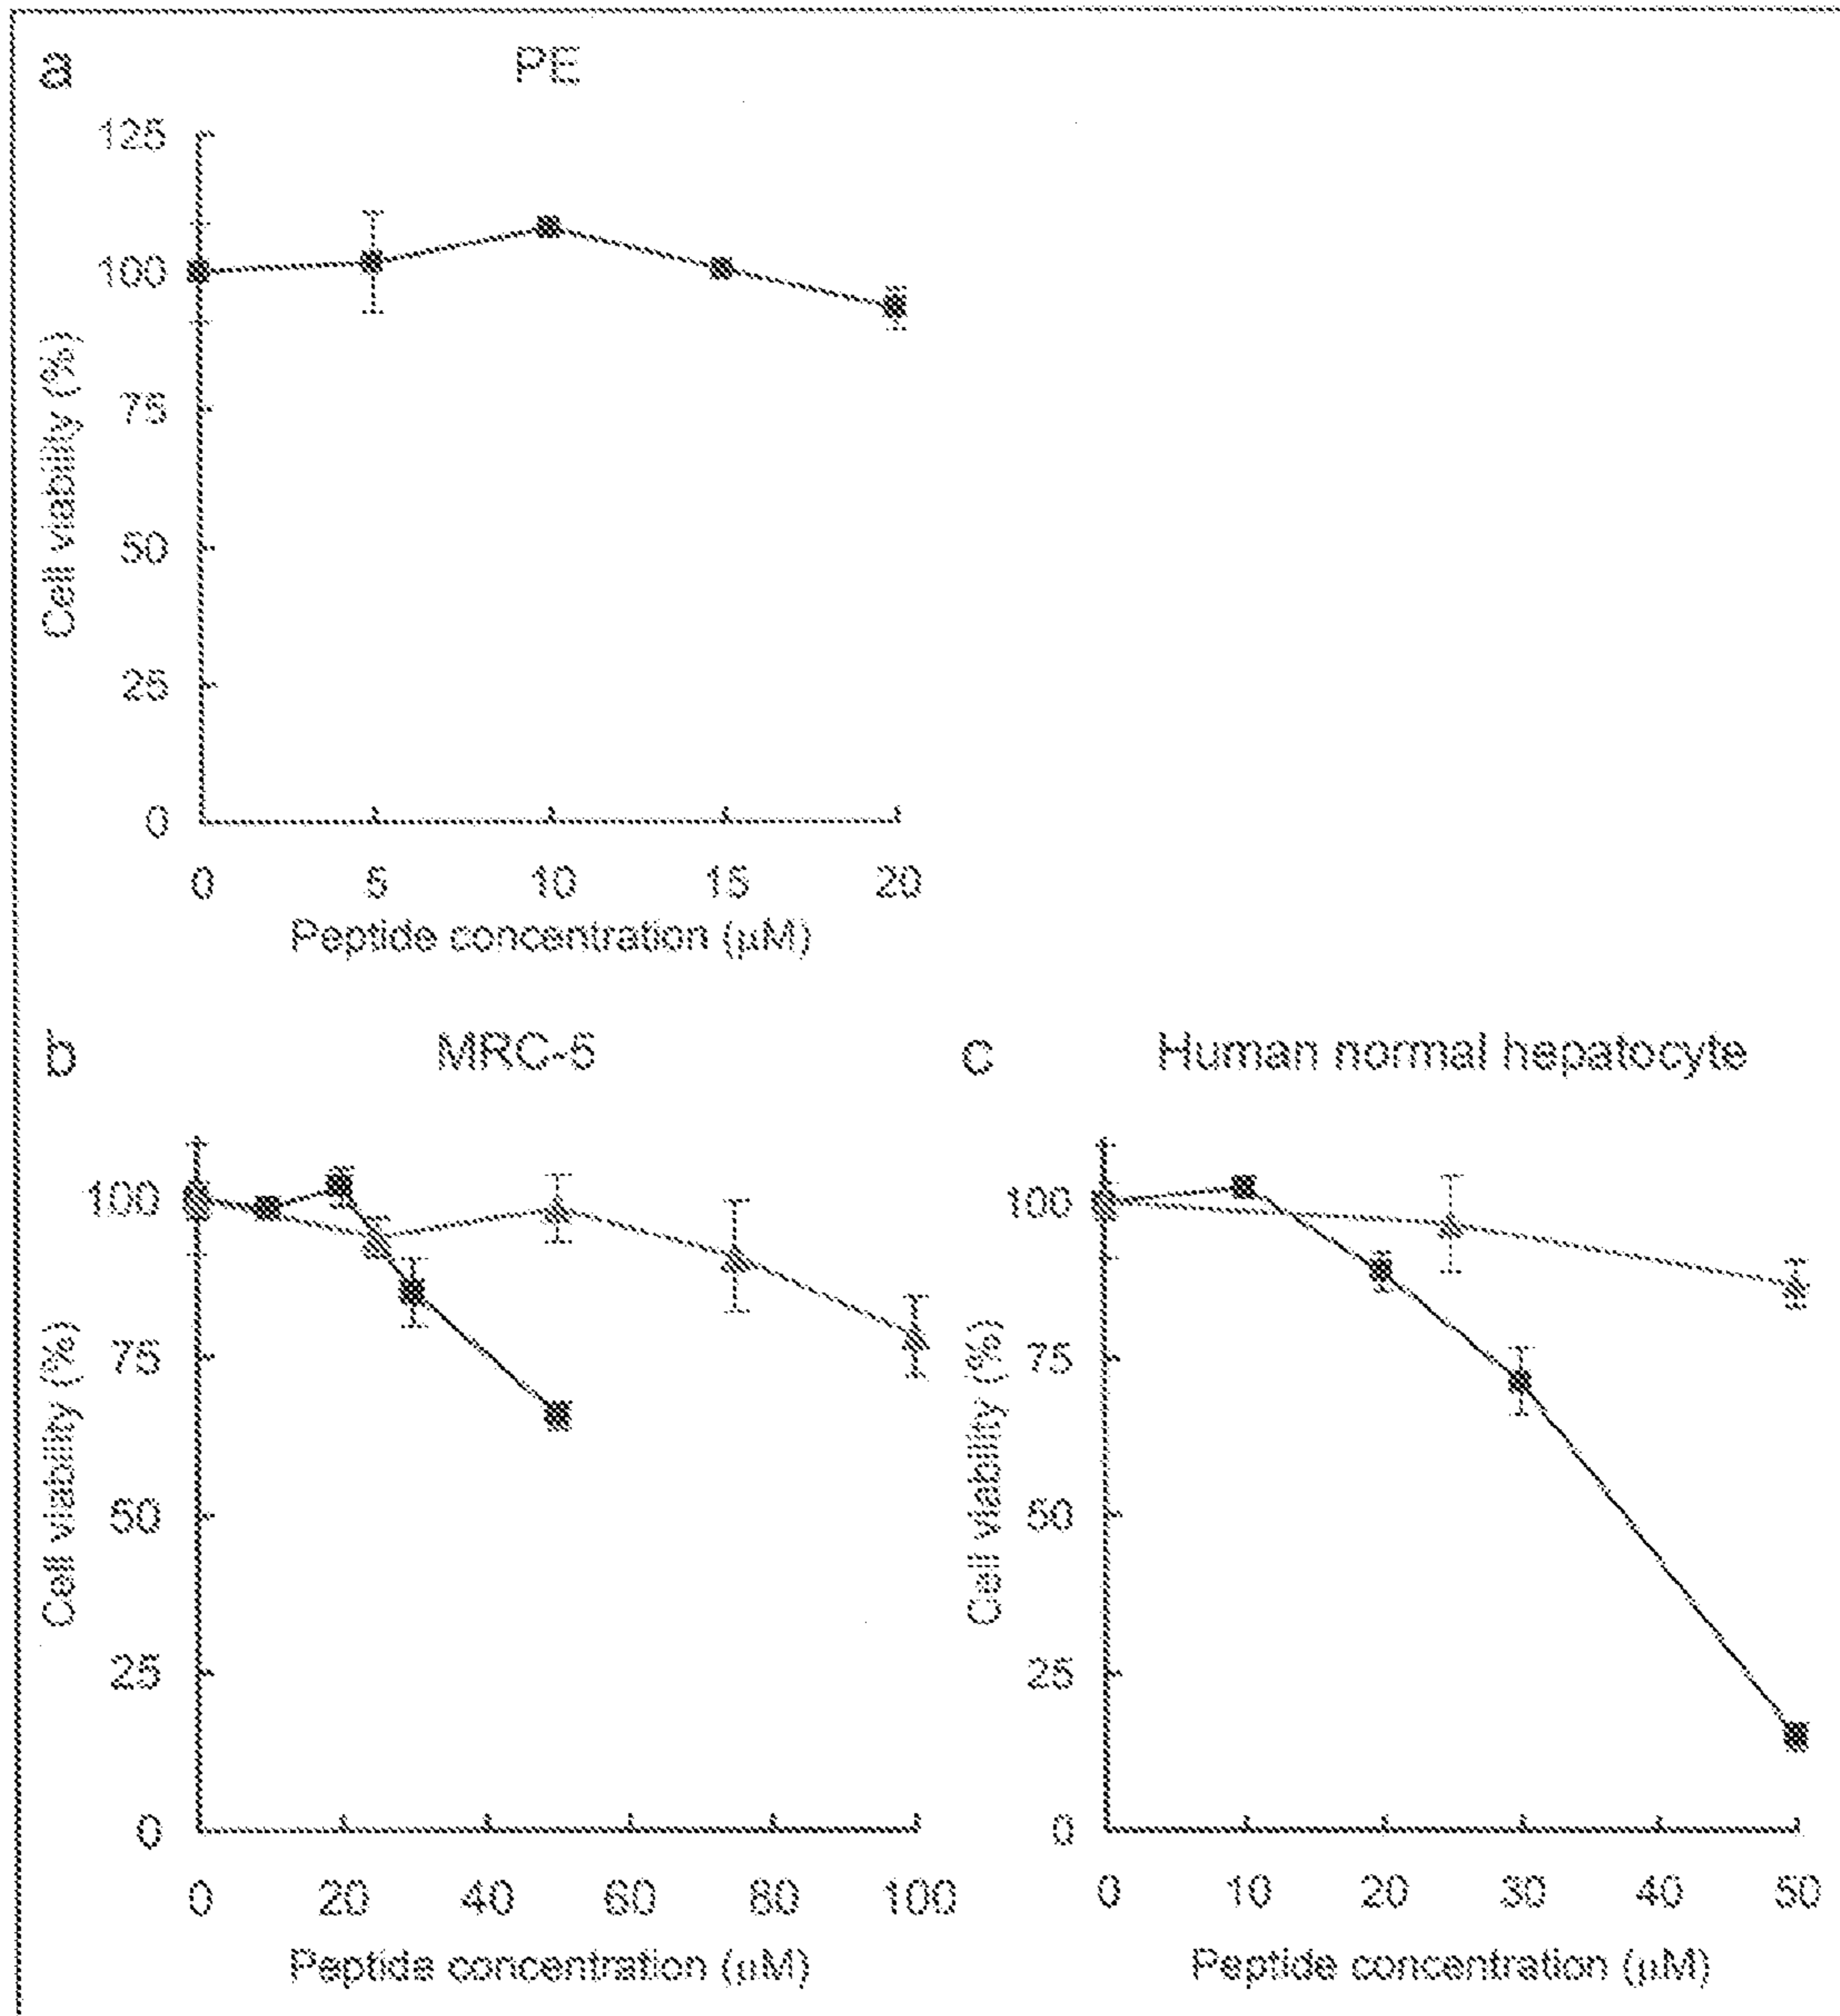 a PE
125
100
75
50
25
0
Cell viability (%)
0 5 10 15 20
Peptide concentration (μM)
b MRC-5
100
75
50
25
0
Cell viability (%)
0 20 40 60 80 100
Peptide concentration (μM)
c Human normal hepatocyte
100
75
50
25
0
Cell viability (%)
0 10 20 30 40 50
Peptide concentration (μM)